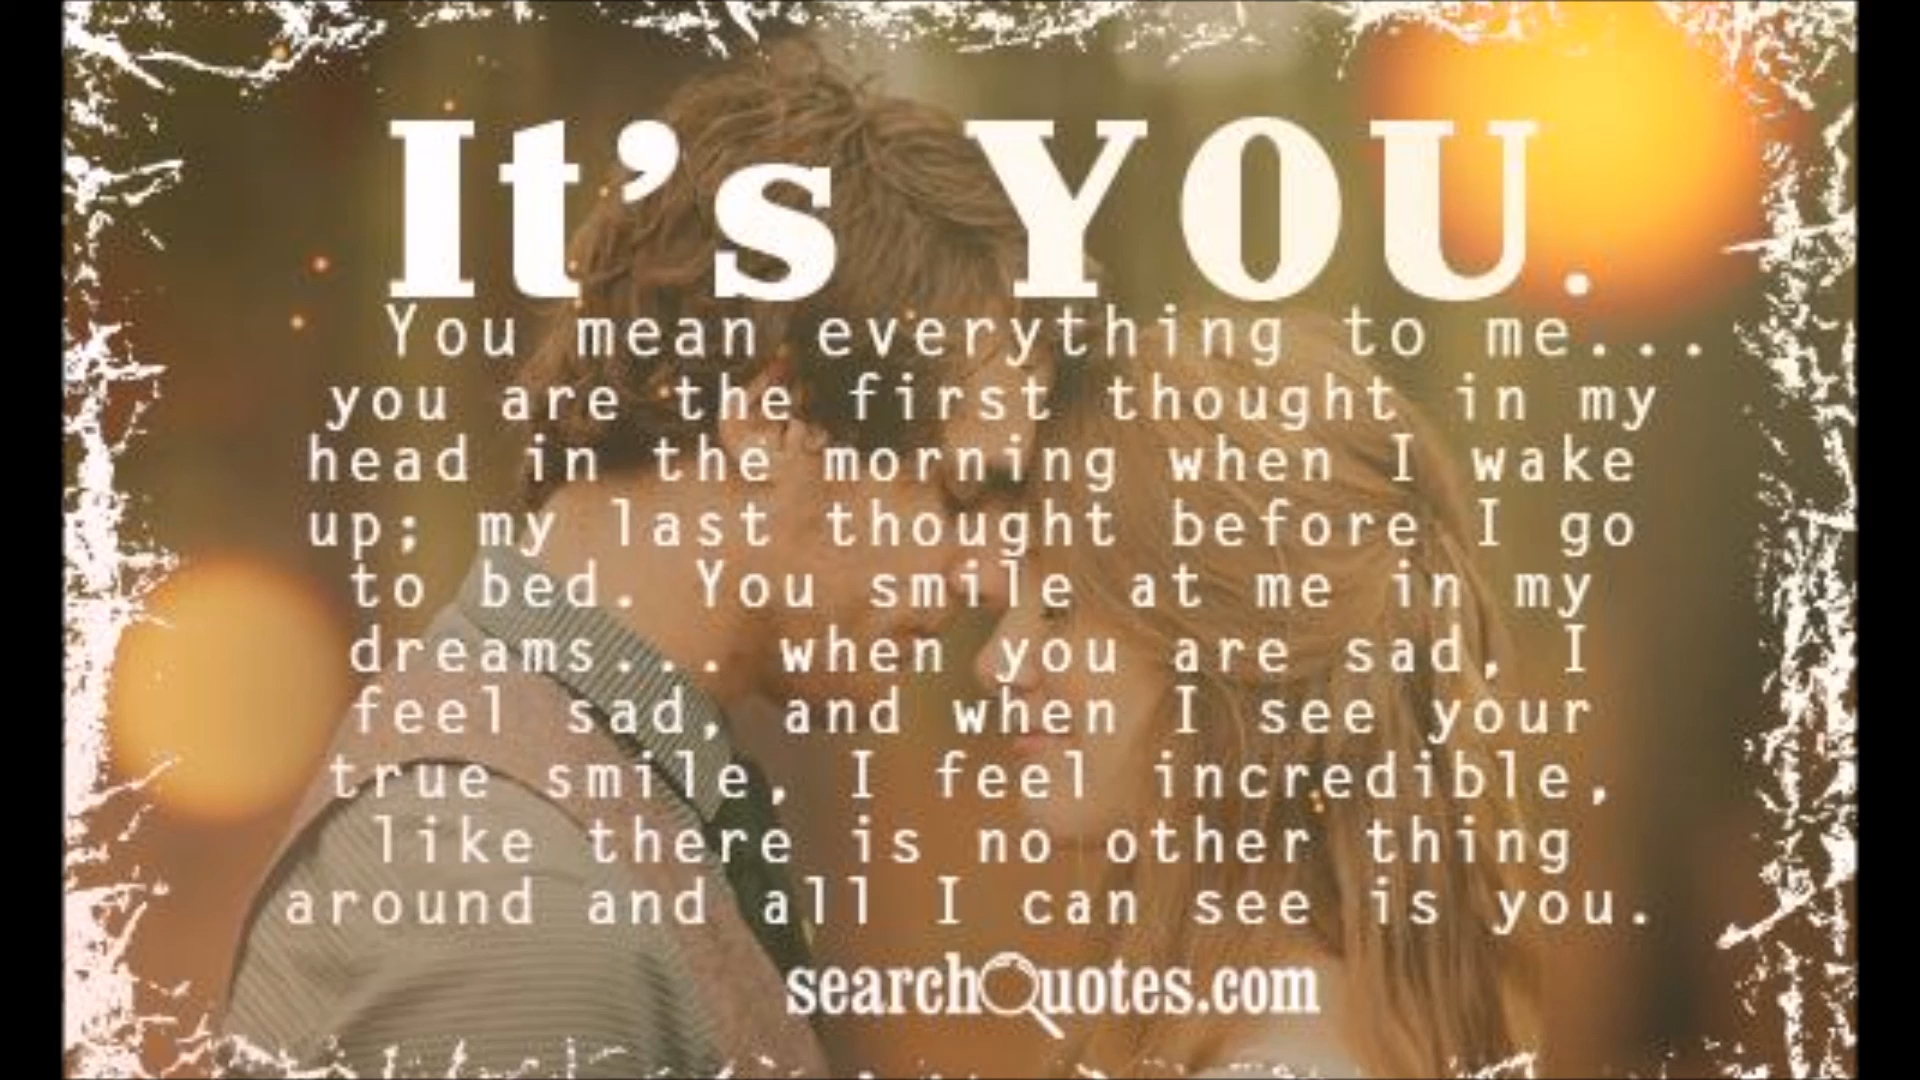 It's YOU.
You mean everything to me...
you are the first thought in my
head in the morning when I wake
up; my last thought before I go
to bed. You smile at me in my
dreams... when you are sad, I
feel sad, and when I see your
true smile, I feel incredible,
like there is no other thing
around and all I can see is you.
searchQuotes.com